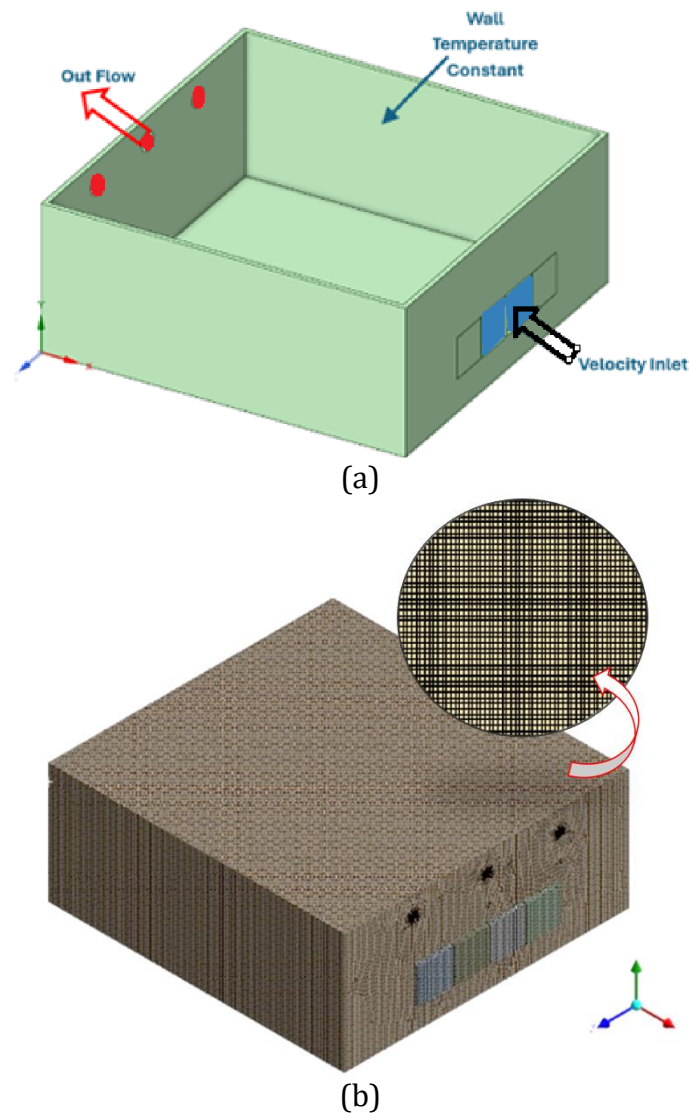 Wall
Temperature
Constant
Out Flow
Velocity Inlet
(a)
(b)